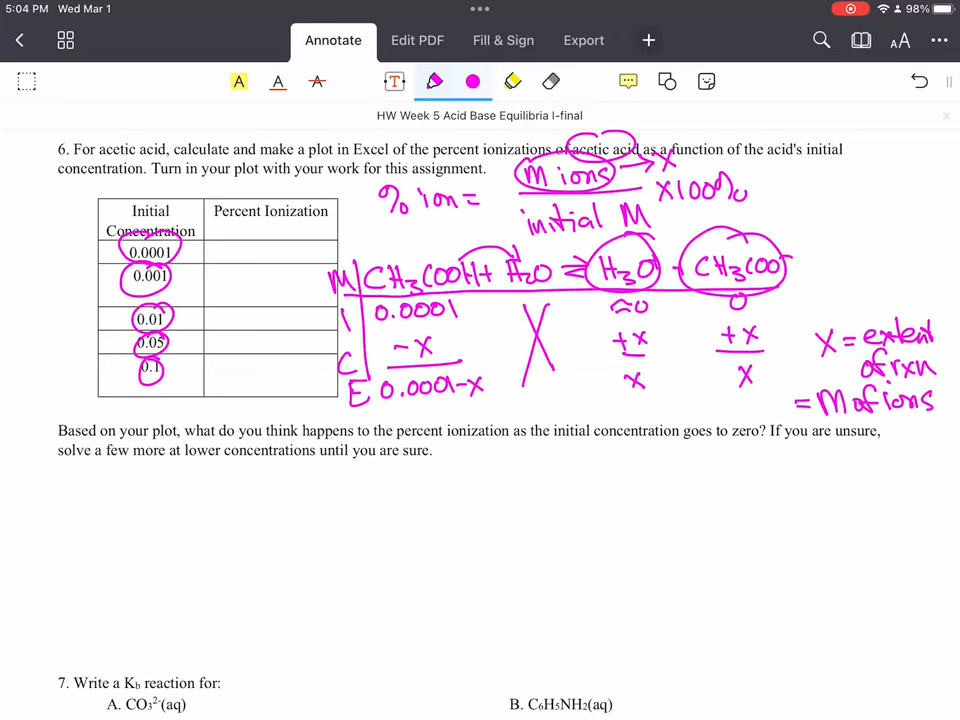 5:04 PM Wed Mar 1 98%
Annotate Edit PDF Fill & Sign Export + AA
A A A T
HW Week 5 Acid Base Equilibria I-final ×
6. For acetic acid, calculate and make a plot in Excel of the percent ionizations of acetic acid as a function of the acid's initial
concentration. Turn in your plot with your work for this assignment.
% ion = M ions / initial M × 100% → X
Initial Concentration Percent Ionization
0.0001
0.001
0.01
0.05
0.1
M CH3COOH + H2O ⇌ H3O+ + CH3COO-
I 0.0001 X ≈0 0
C -x +x +x
E 0.0001-x x x
X = extent
of rxn
= M of ions
Based on your plot, what do you think happens to the percent ionization as the initial concentration goes to zero? If you are unsure,
solve a few more at lower concentrations until you are sure.
7. Write a Kb reaction for:
A. CO₃²⁻(aq) B. C₆H₅NH₂(aq)